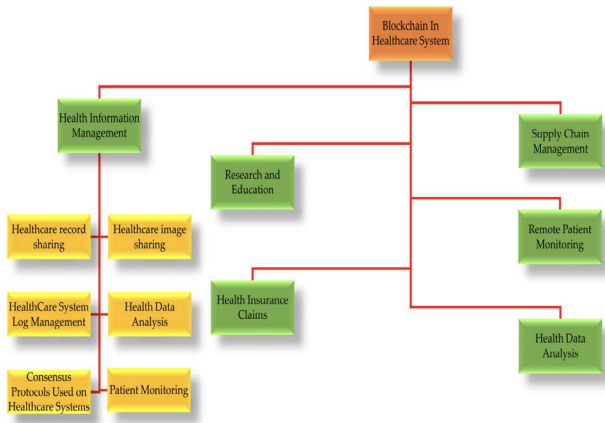 Blockchain In
Healthcare System
Health Information
Management
Supply Chain
Management
Research and
Education
Healthcare record
sharing
Healthcare image
sharing
Remote Patient
Monitoring
HealthCare System
Log Management
Health Data
Analysis
Health Insurance
Claims
Health Data
Analysis
Consensus
Protocols Used on
Healthcare Systems
Patient Monitoring